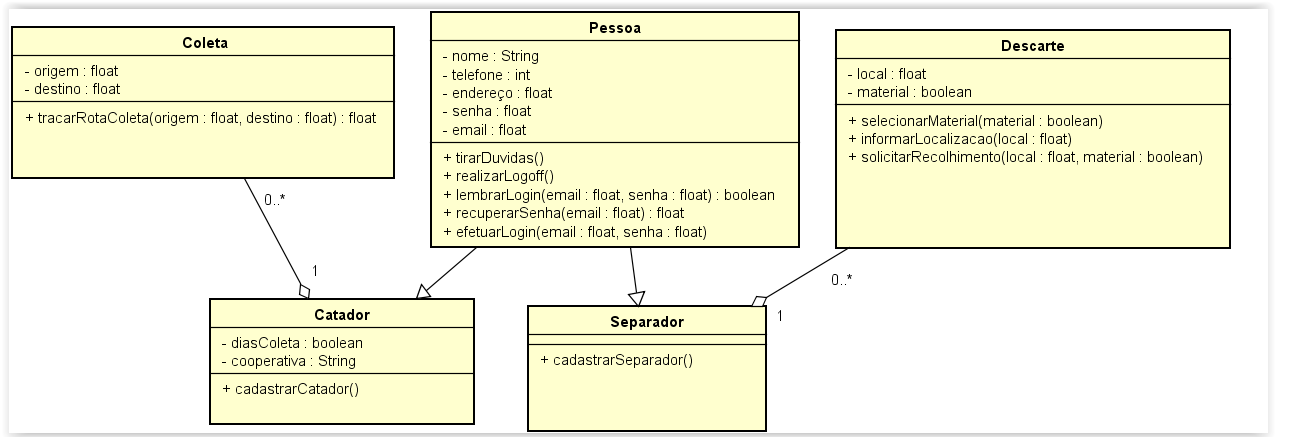 Coleta
- origem : float
- destino : float
+ tracarRotaColeta(origem : float, destino : float) : float
Pessoa
- nome : String
- telefone : int
- endereço : float
- senha : float
- email : float
+ tirarDuvidas()
+ realizarLogoff()
+ lembrarLogin(email : float, senha : float) : boolean
+ recuperarSenha(email : float) : float
+ efetuarLogin(email : float, senha : float)
Descarte
- local : float
- material : boolean
+ selecionarMaterial(material : boolean)
+ informarLocalizacao(local : float)
+ solicitarRecolhimento(local : float, material : boolean)
0..*
1
0..*
1
Catador
- diasColeta : boolean
- cooperativa : String
+ cadastrarCatador()
Separador
+ cadastrarSeparador()